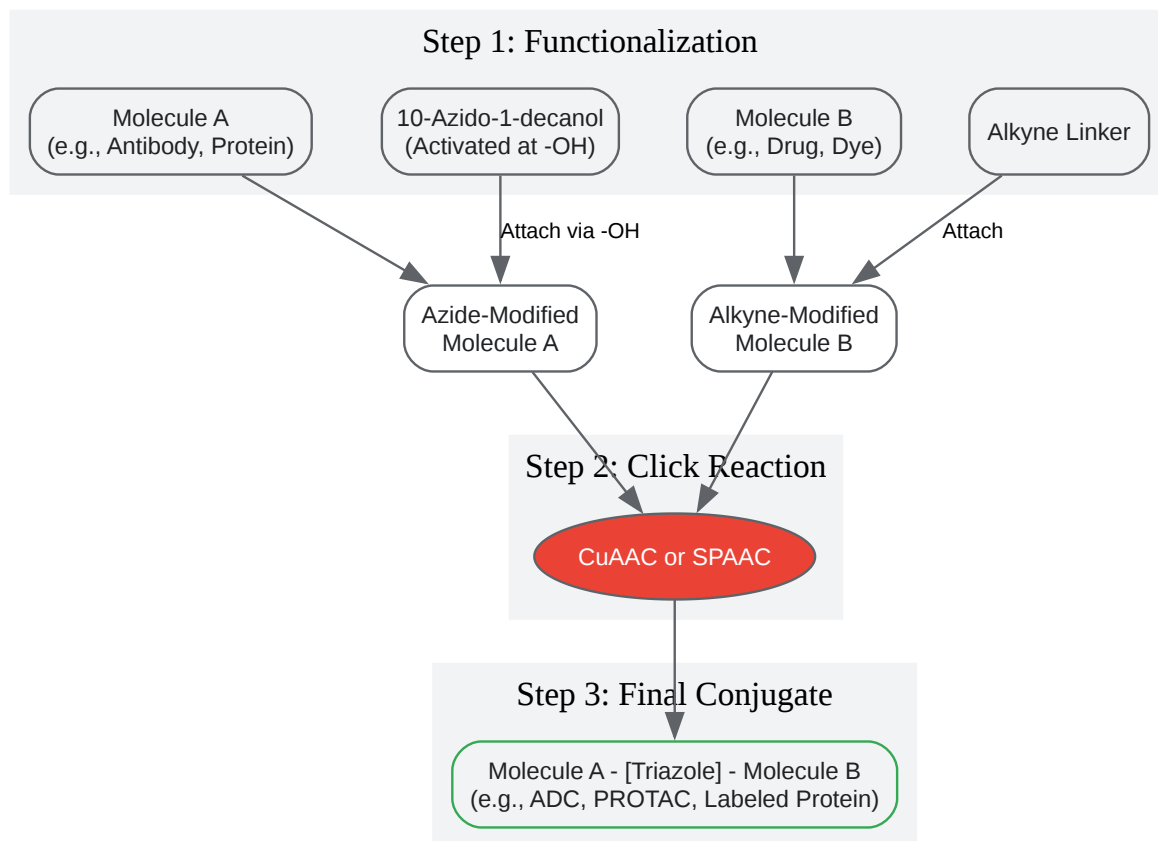 Step 1: Functionalization
Molecule A
(e.g., Antibody, Protein)
10-Azido-1-decanol
(Activated at -OH)
Molecule B
(e.g., Drug, Dye)
Alkyne Linker
Attach via -OH
Attach
Azide-Modified
Molecule A
Alkyne-Modified
Molecule B
Step 2: Click Reaction
CuAAC or SPAAC
Step 3: Final Conjugate
Molecule A - [Triazole] - Molecule B
(e.g., ADC, PROTAC, Labeled Protein)